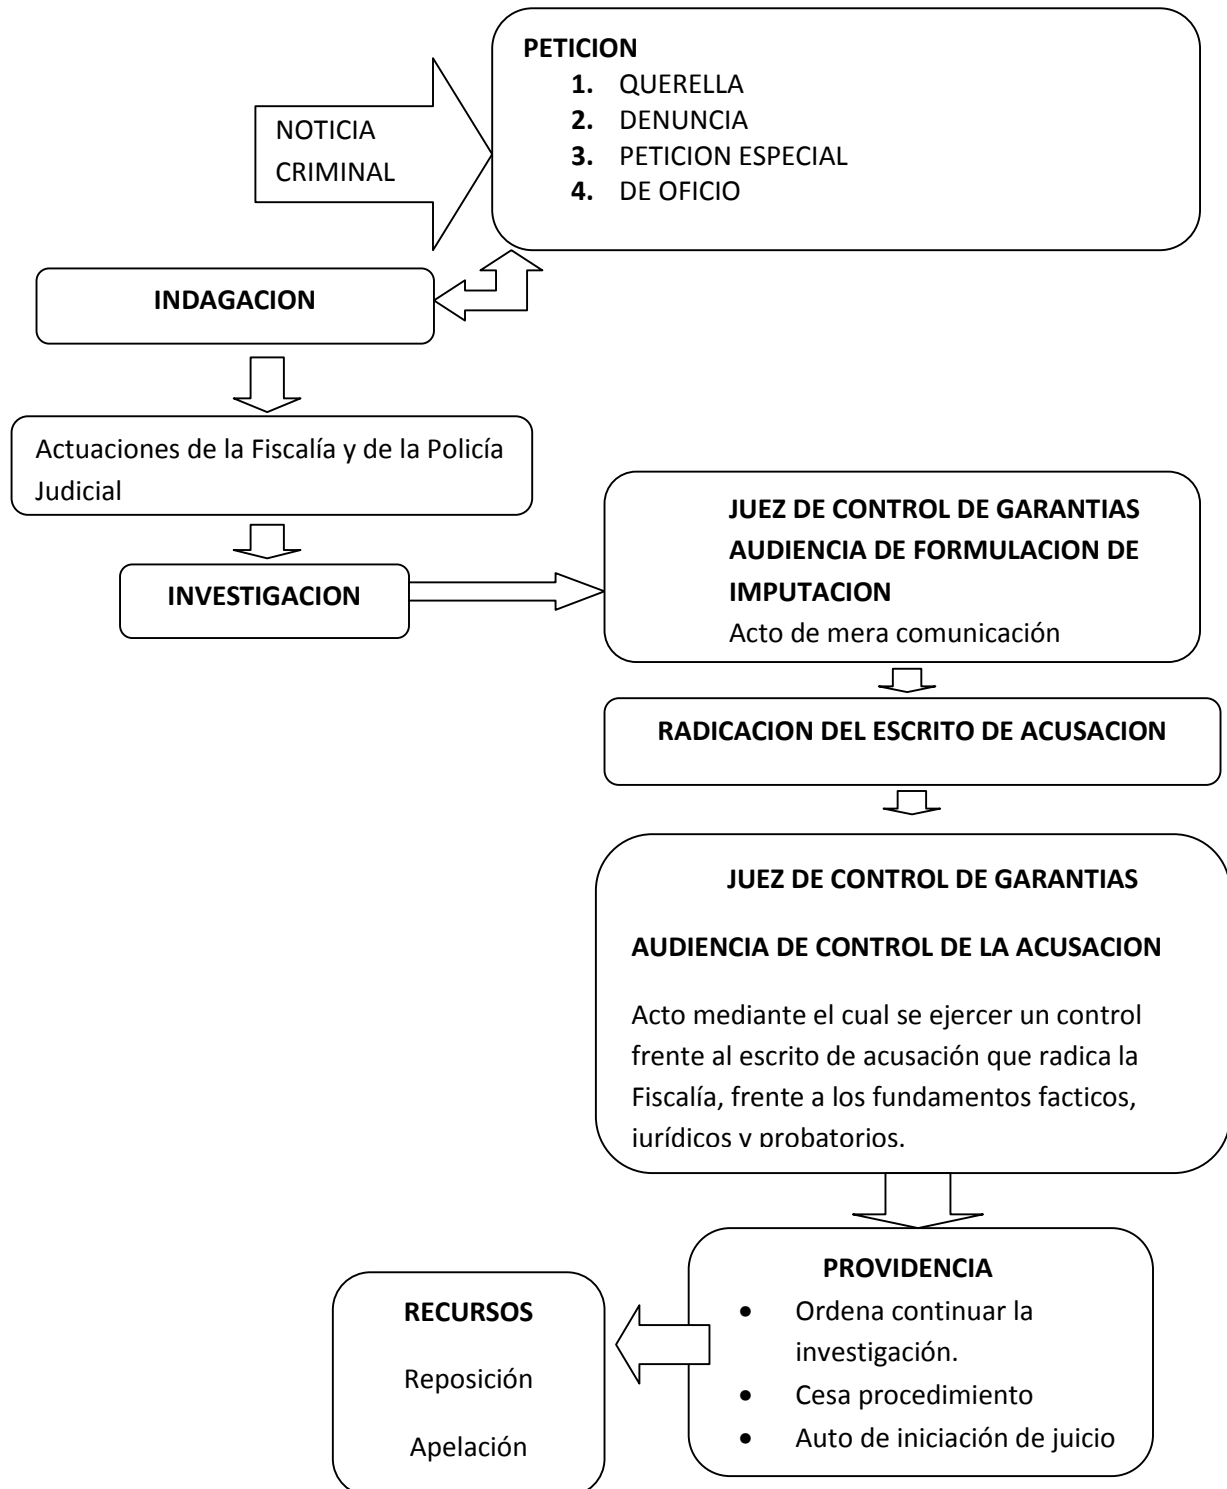 PETICION
1. QUERELLA
2. DENUNCIA
3. PETICION ESPECIAL
4. DE OFICIO
NOTICIA
CRIMINAL
INDAGACION
Actuaciones de la Fiscalía y de la Policía
Judicial
INVESTIGACION
JUEZ DE CONTROL DE GARANTIAS
AUDIENCIA DE FORMULACION DE
IMPUTACION
Acto de mera comunicación
RADICACION DEL ESCRITO DE ACUSACION
JUEZ DE CONTROL DE GARANTIAS
AUDIENCIA DE CONTROL DE LA ACUSACION
Acto mediante el cual se ejercer un control
frente al escrito de acusación que radica la
Fiscalía, frente a los fundamentos facticos,
jurídicos y probatorios.
PROVIDENCIA
• Ordena continuar la
investigación.
• Cesa procedimiento
• Auto de iniciación de juicio
RECURSOS
Reposición
Apelación